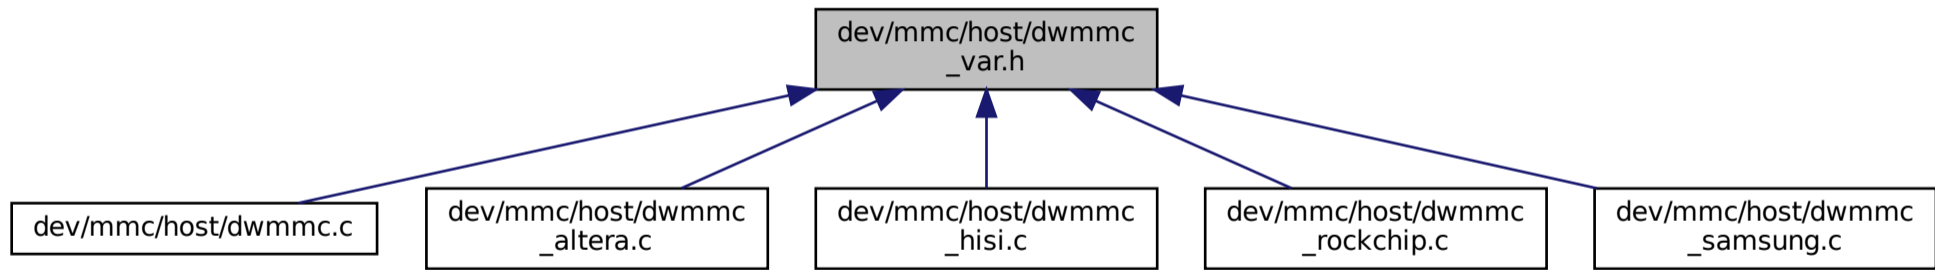 dev/mmc/host/dwmmc
_var.h
dev/mmc/host/dwmmc.c
dev/mmc/host/dwmmc
_altera.c
dev/mmc/host/dwmmc
_hisi.c
dev/mmc/host/dwmmc
_rockchip.c
dev/mmc/host/dwmmc
_samsung.c